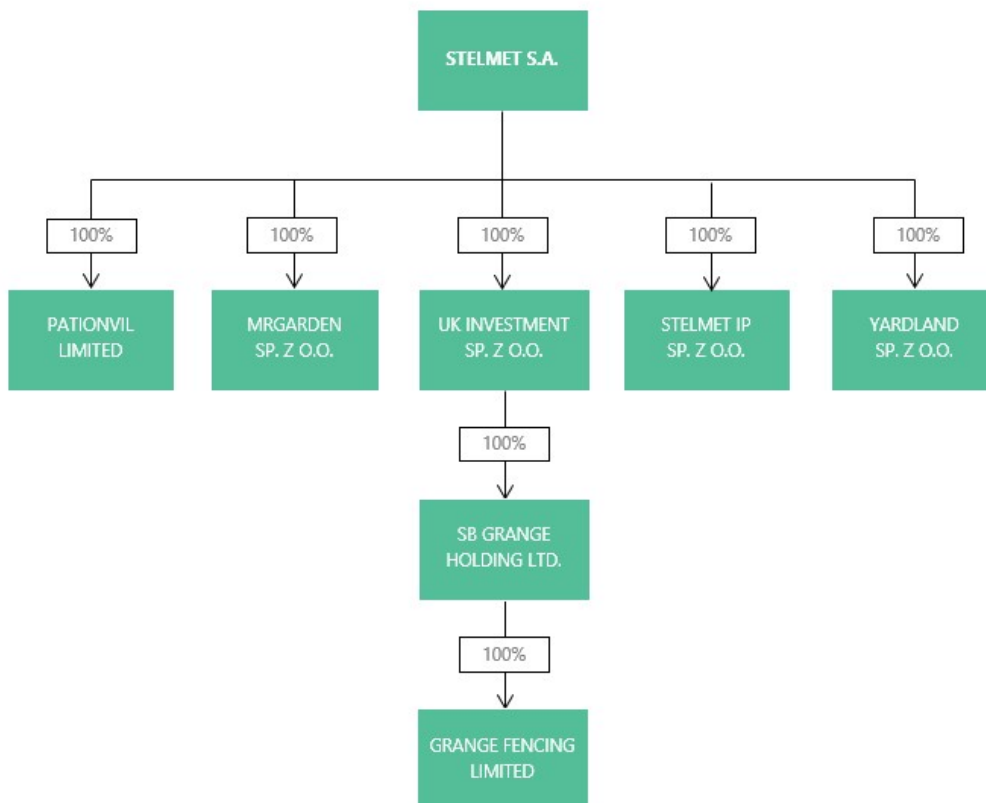 STELMET S.A.
100%
100%
100%
100%
100%
PATIONVIL
LIMITED
MRGARDEN
SP. Z O.O.
UK INVESTMENT
SP. Z O.O.
STELMET IP
SP. Z O.O.
YARDLAND
SP. Z O.O.
100%
SB GRANGE
HOLDING LTD.
100%
GRANGE FENCING
LIMITED